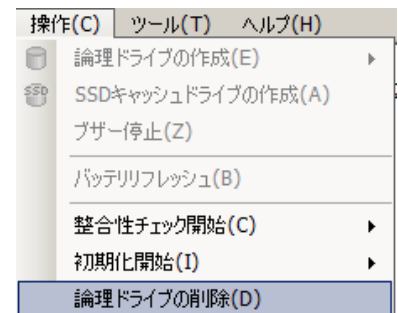 操作(C) ツール(T) ヘルプ(H)
論理ドライブの作成(E)
SSD SSDキャッシュドライブの作成(A)
ブザー停止(Z)
バッテリリフレッシュ(B)
整合性チェック開始(C)
初期化開始(I)
論理ドライブの削除(D)